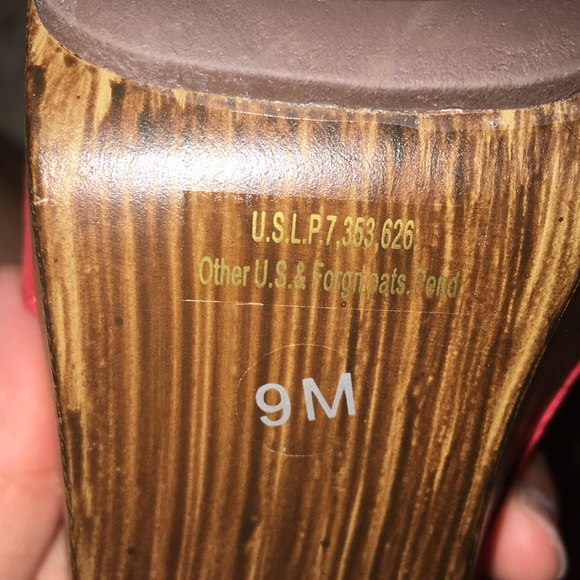 U.S.L.P.7,353,626
Other U.S.& Forgn.pats.Pend
9M